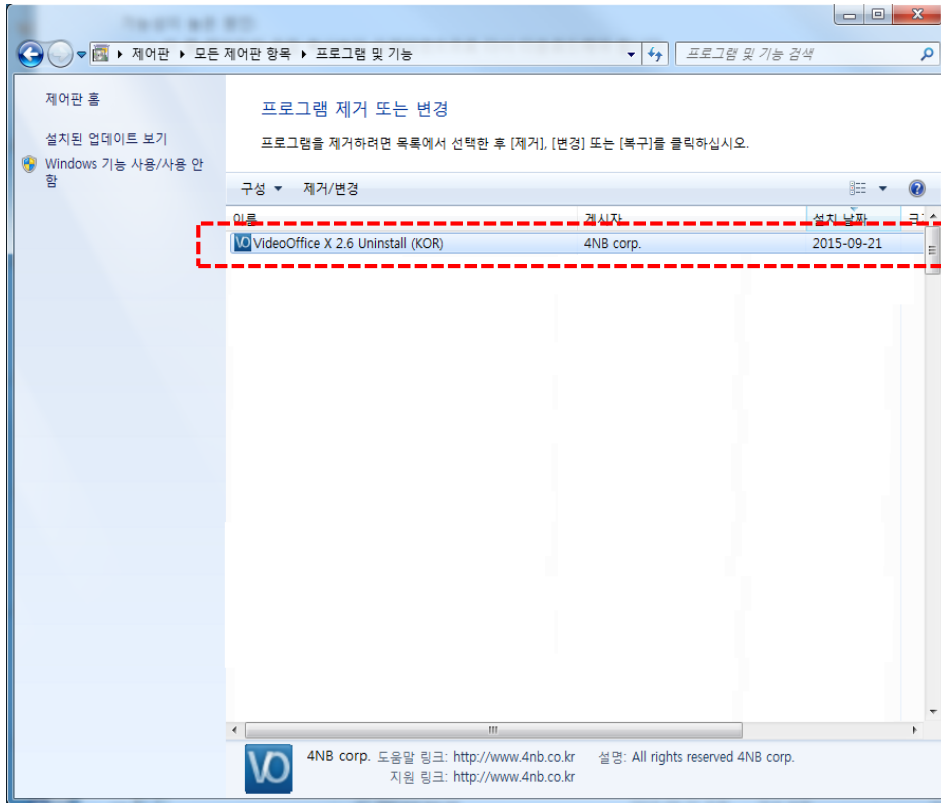 제어판 ▸ 모든 제어판 항목 ▸ 프로그램 및 기능
프로그램 및 기능 검색
제어판 홈
설치된 업데이트 보기
Windows 기능 사용/사용 안
함
프로그램 제거 또는 변경
프로그램을 제거하려면 목록에서 선택한 후 [제거], [변경] 또는 [복구]를 클릭하십시오.
구성 제거/변경
이름 게시자 설치 날짜
VideoOffice X 2.6 Uninstall (KOR) 4NB corp. 2015-09-21
VO
4NB corp. 도움말 링크: http://www.4nb.co.kr 설명: All rights reserved 4NB corp.
지원 링크: http://www.4nb.co.kr